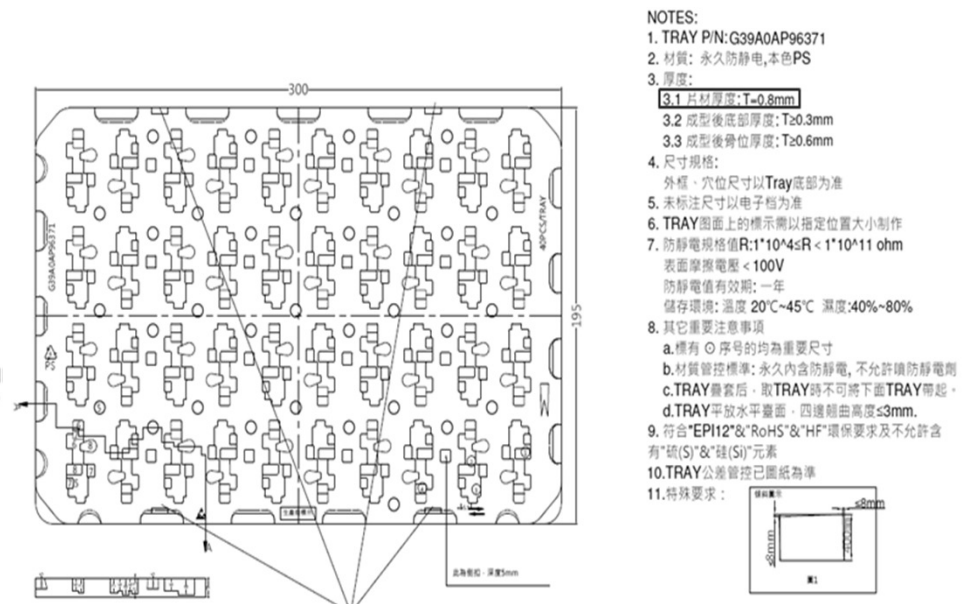 300
195
G39A0AP96371
40PCS/TRAY
A
A
此為倒扣，深度5mm
NOTES:
1. TRAY P/N:G39A0AP96371
2. 材質: 永久防静电,本色PS
3. 厚度:
3.1 片材厚度:T=0.8mm
3.2 成型後底部厚度:T≥0.3mm
3.3 成型後骨位厚度:T≥0.6mm
4. 尺寸規格:
外框、穴位尺寸以Tray底部为准
5. 未标注尺寸以电子档为准
6. TRAY图面上的標示需以指定位置大小制作
7. 防靜電規格值R:1*10^4≤R＜1*10^11 ohm
表面摩擦電壓＜100V
防靜電值有效期: 一年
儲存環境: 溫度 20℃~45℃ 濕度:40%~80%
8. 其它重要注意事項
a.標有 ⊙ 序号的均為重要尺寸
b.材質管控標準: 永久內含防靜電, 不允許噴防靜電劑
c.TRAY疊套后，取TRAY時不可將下面TRAY帶起。
d.TRAY平放水平臺面，四邊翹曲高度≤3mm.
9. 符合"EPI12"&"RoHS"&"HF"環保要求及不允許含
有"硫(S)"&"硅(Si)"元素
10.TRAY公差管控已圖紙為準
11.特殊要求：
≤8mm
≤8mm
圖1